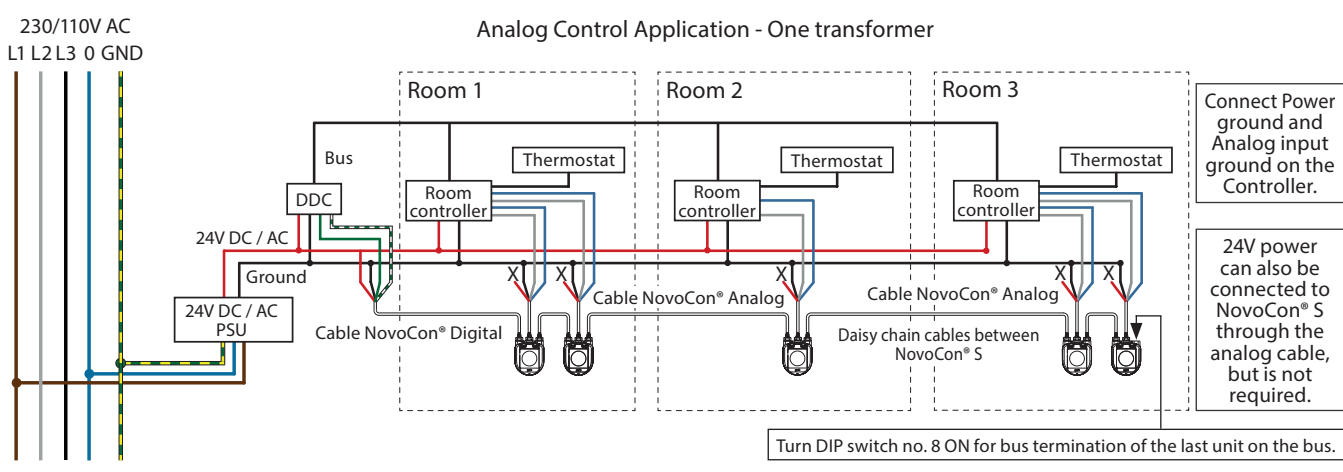 230/110V AC
L1 L2 L3 0 GND
Analog Control Application - One transformer
Room 1
Room 2
Room 3
Bus
Thermostat
Thermostat
Thermostat
DDC
Room
controller
Room
controller
Room
controller
24V DC / AC
Ground
24V DC / AC
PSU
X
X
X
X
X
Cable NovoCon® Digital
Cable NovoCon® Analog
Cable NovoCon® Analog
Daisy chain cables between
NovoCon® S
Connect Power
ground and
Analog input
ground on the
Controller.
24V power
can also be
connected to
NovoCon® S
through the
analog cable,
but is not
required.
Turn DIP switch no. 8 ON for bus termination of the last unit on the bus.